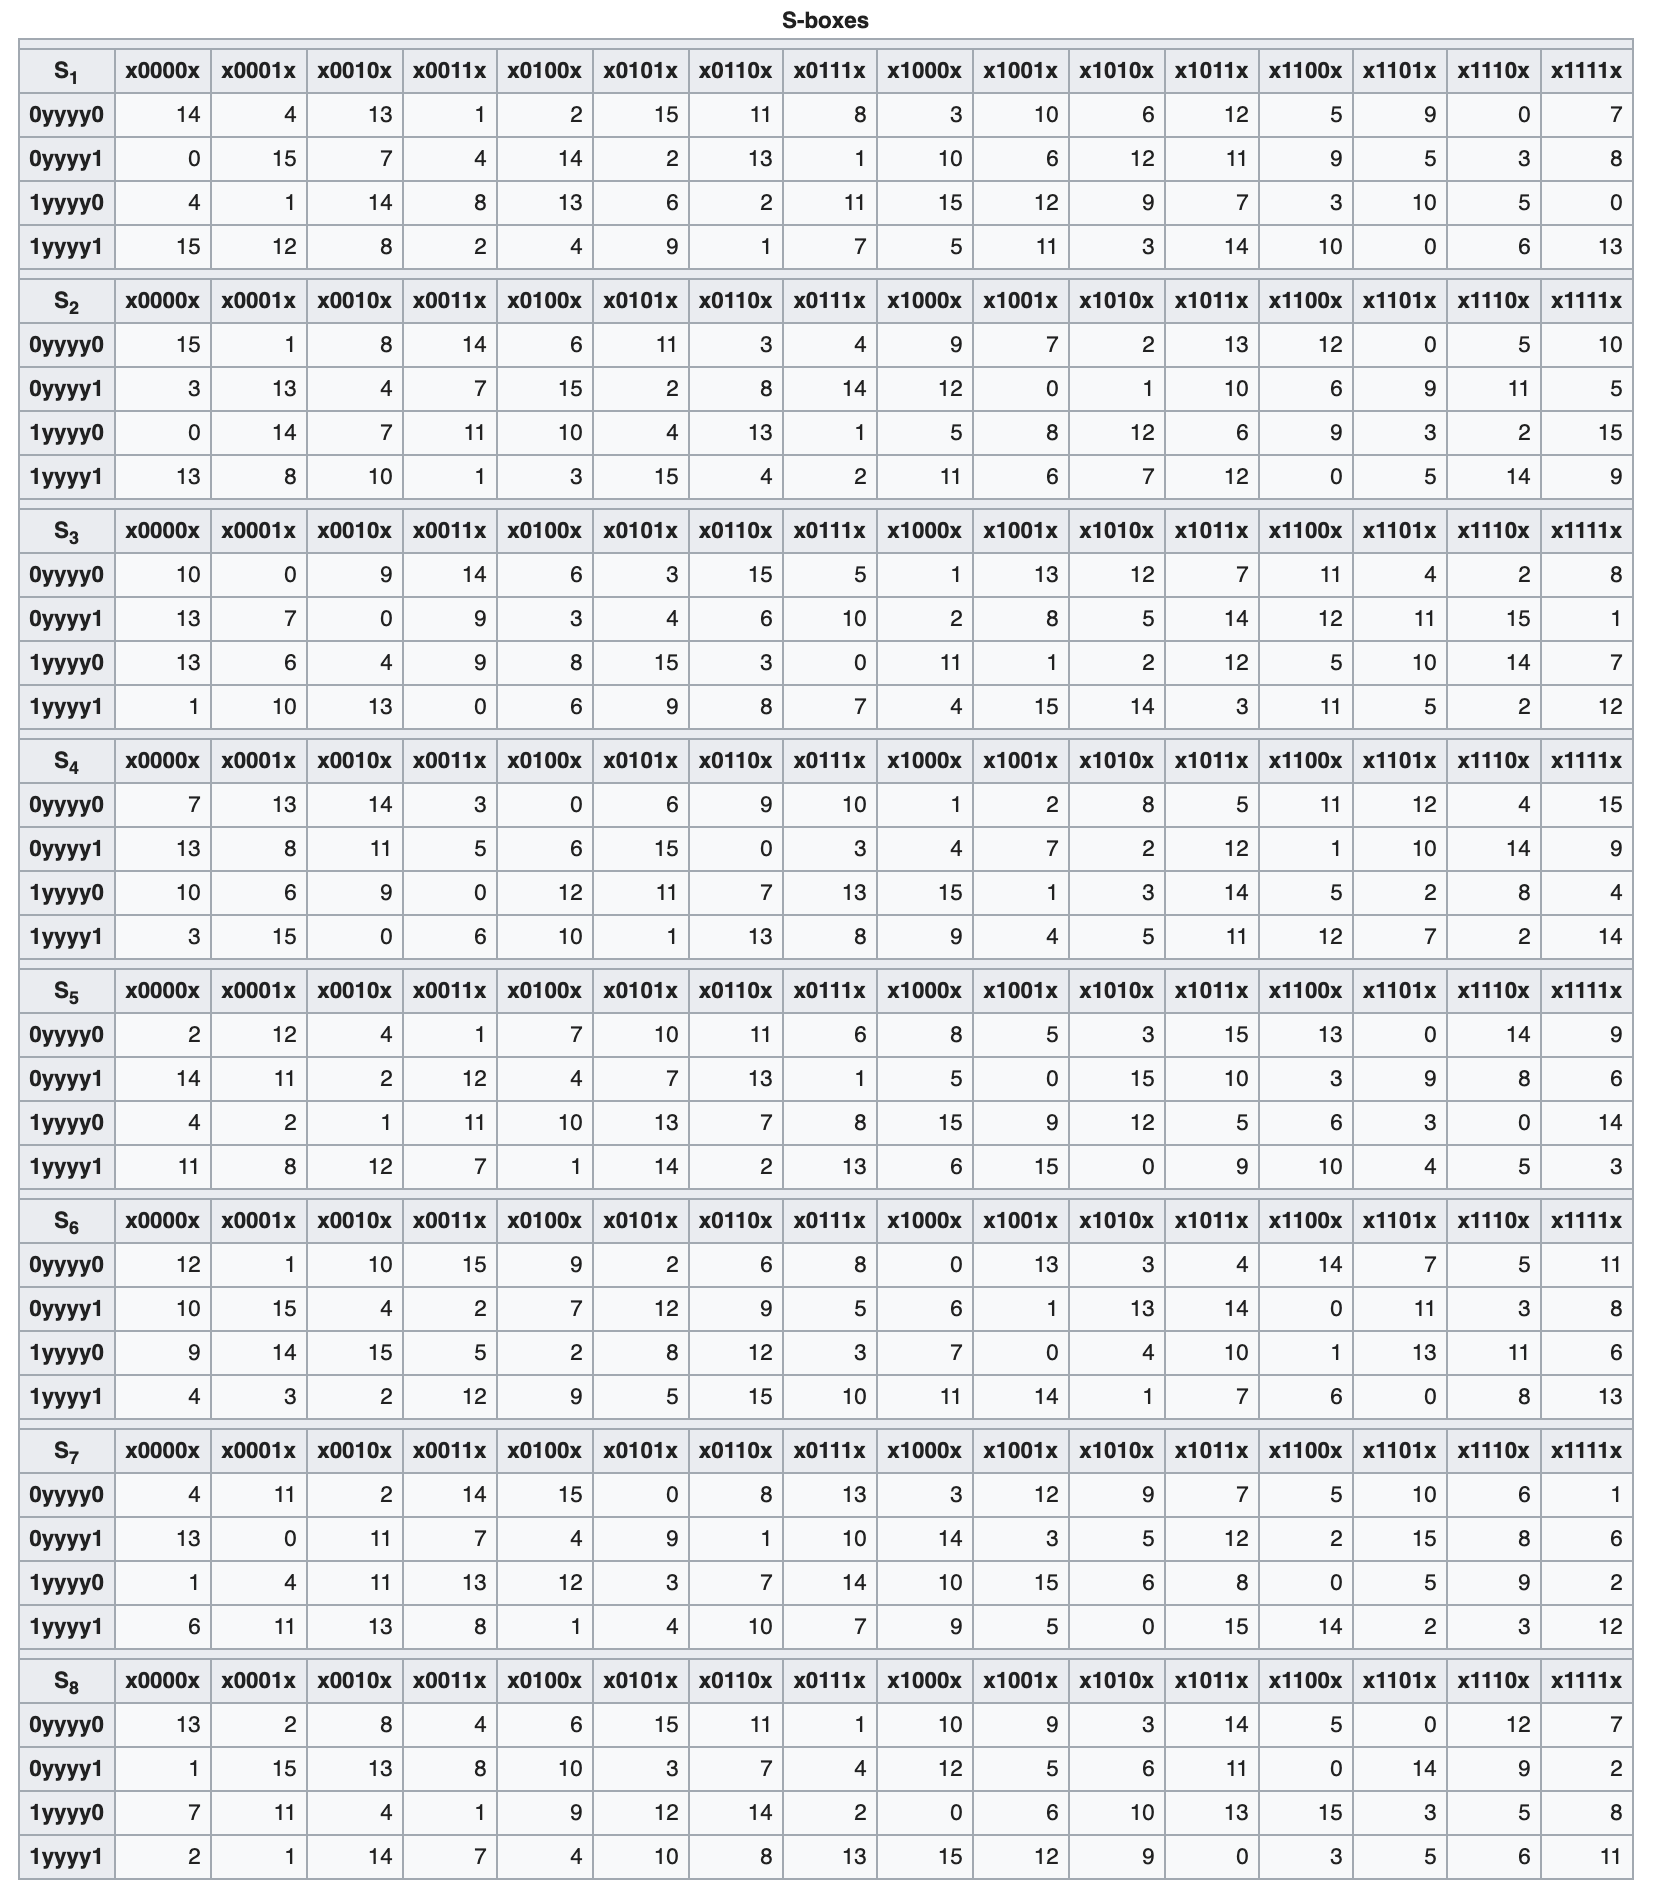 S-boxes
S₁ x0000x x0001x x0010x x0011x x0100x x0101x x0110x x0111x x1000x x1001x x1010x x1011x x1100x x1101x x1110x x1111x
0yyyy0 14 4 13 1 2 15 11 8 3 10 6 12 5 9 0 7
0yyyy1 0 15 7 4 14 2 13 1 10 6 12 11 9 5 3 8
1yyyy0 4 1 14 8 13 6 2 11 15 12 9 7 3 10 5 0
1yyyy1 15 12 8 2 4 9 1 7 5 11 3 14 10 0 6 13
S₂ x0000x x0001x x0010x x0011x x0100x x0101x x0110x x0111x x1000x x1001x x1010x x1011x x1100x x1101x x1110x x1111x
0yyyy0 15 1 8 14 6 11 3 4 9 7 2 13 12 0 5 10
0yyyy1 3 13 4 7 15 2 8 14 12 0 1 10 6 9 11 5
1yyyy0 0 14 7 11 10 4 13 1 5 8 12 6 9 3 2 15
1yyyy1 13 8 10 1 3 15 4 2 11 6 7 12 0 5 14 9
S₃ x0000x x0001x x0010x x0011x x0100x x0101x x0110x x0111x x1000x x1001x x1010x x1011x x1100x x1101x x1110x x1111x
0yyyy0 10 0 9 14 6 3 15 5 1 13 12 7 11 4 2 8
0yyyy1 13 7 0 9 3 4 6 10 2 8 5 14 12 11 15 1
1yyyy0 13 6 4 9 8 15 3 0 11 1 2 12 5 10 14 7
1yyyy1 1 10 13 0 6 9 8 7 4 15 14 3 11 5 2 12
S₄ x0000x x0001x x0010x x0011x x0100x x0101x x0110x x0111x x1000x x1001x x1010x x1011x x1100x x1101x x1110x x1111x
0yyyy0 7 13 14 3 0 6 9 10 1 2 8 5 11 12 4 15
0yyyy1 13 8 11 5 6 15 0 3 4 7 2 12 1 10 14 9
1yyyy0 10 6 9 0 12 11 7 13 15 1 3 14 5 2 8 4
1yyyy1 3 15 0 6 10 1 13 8 9 4 5 11 12 7 2 14
S₅ x0000x x0001x x0010x x0011x x0100x x0101x x0110x x0111x x1000x x1001x x1010x x1011x x1100x x1101x x1110x x1111x
0yyyy0 2 12 4 1 7 10 11 6 8 5 3 15 13 0 14 9
0yyyy1 14 11 2 12 4 7 13 1 5 0 15 10 3 9 8 6
1yyyy0 4 2 1 11 10 13 7 8 15 9 12 5 6 3 0 14
1yyyy1 11 8 12 7 1 14 2 13 6 15 0 9 10 4 5 3
S₆ x0000x x0001x x0010x x0011x x0100x x0101x x0110x x0111x x1000x x1001x x1010x x1011x x1100x x1101x x1110x x1111x
0yyyy0 12 1 10 15 9 2 6 8 0 13 3 4 14 7 5 11
0yyyy1 10 15 4 2 7 12 9 5 6 1 13 14 0 11 3 8
1yyyy0 9 14 15 5 2 8 12 3 7 0 4 10 1 13 11 6
1yyyy1 4 3 2 12 9 5 15 10 11 14 1 7 6 0 8 13
S₇ x0000x x0001x x0010x x0011x x0100x x0101x x0110x x0111x x1000x x1001x x1010x x1011x x1100x x1101x x1110x x1111x
0yyyy0 4 11 2 14 15 0 8 13 3 12 9 7 5 10 6 1
0yyyy1 13 0 11 7 4 9 1 10 14 3 5 12 2 15 8 6
1yyyy0 1 4 11 13 12 3 7 14 10 15 6 8 0 5 9 2
1yyyy1 6 11 13 8 1 4 10 7 9 5 0 15 14 2 3 12
S₈ x0000x x0001x x0010x x0011x x0100x x0101x x0110x x0111x x1000x x1001x x1010x x1011x x1100x x1101x x1110x x1111x
0yyyy0 13 2 8 4 6 15 11 1 10 9 3 14 5 0 12 7
0yyyy1 1 15 13 8 10 3 7 4 12 5 6 11 0 14 9 2
1yyyy0 7 11 4 1 9 12 14 2 0 6 10 13 15 3 5 8
1yyyy1 2 1 14 7 4 10 8 13 15 12 9 0 3 5 6 11